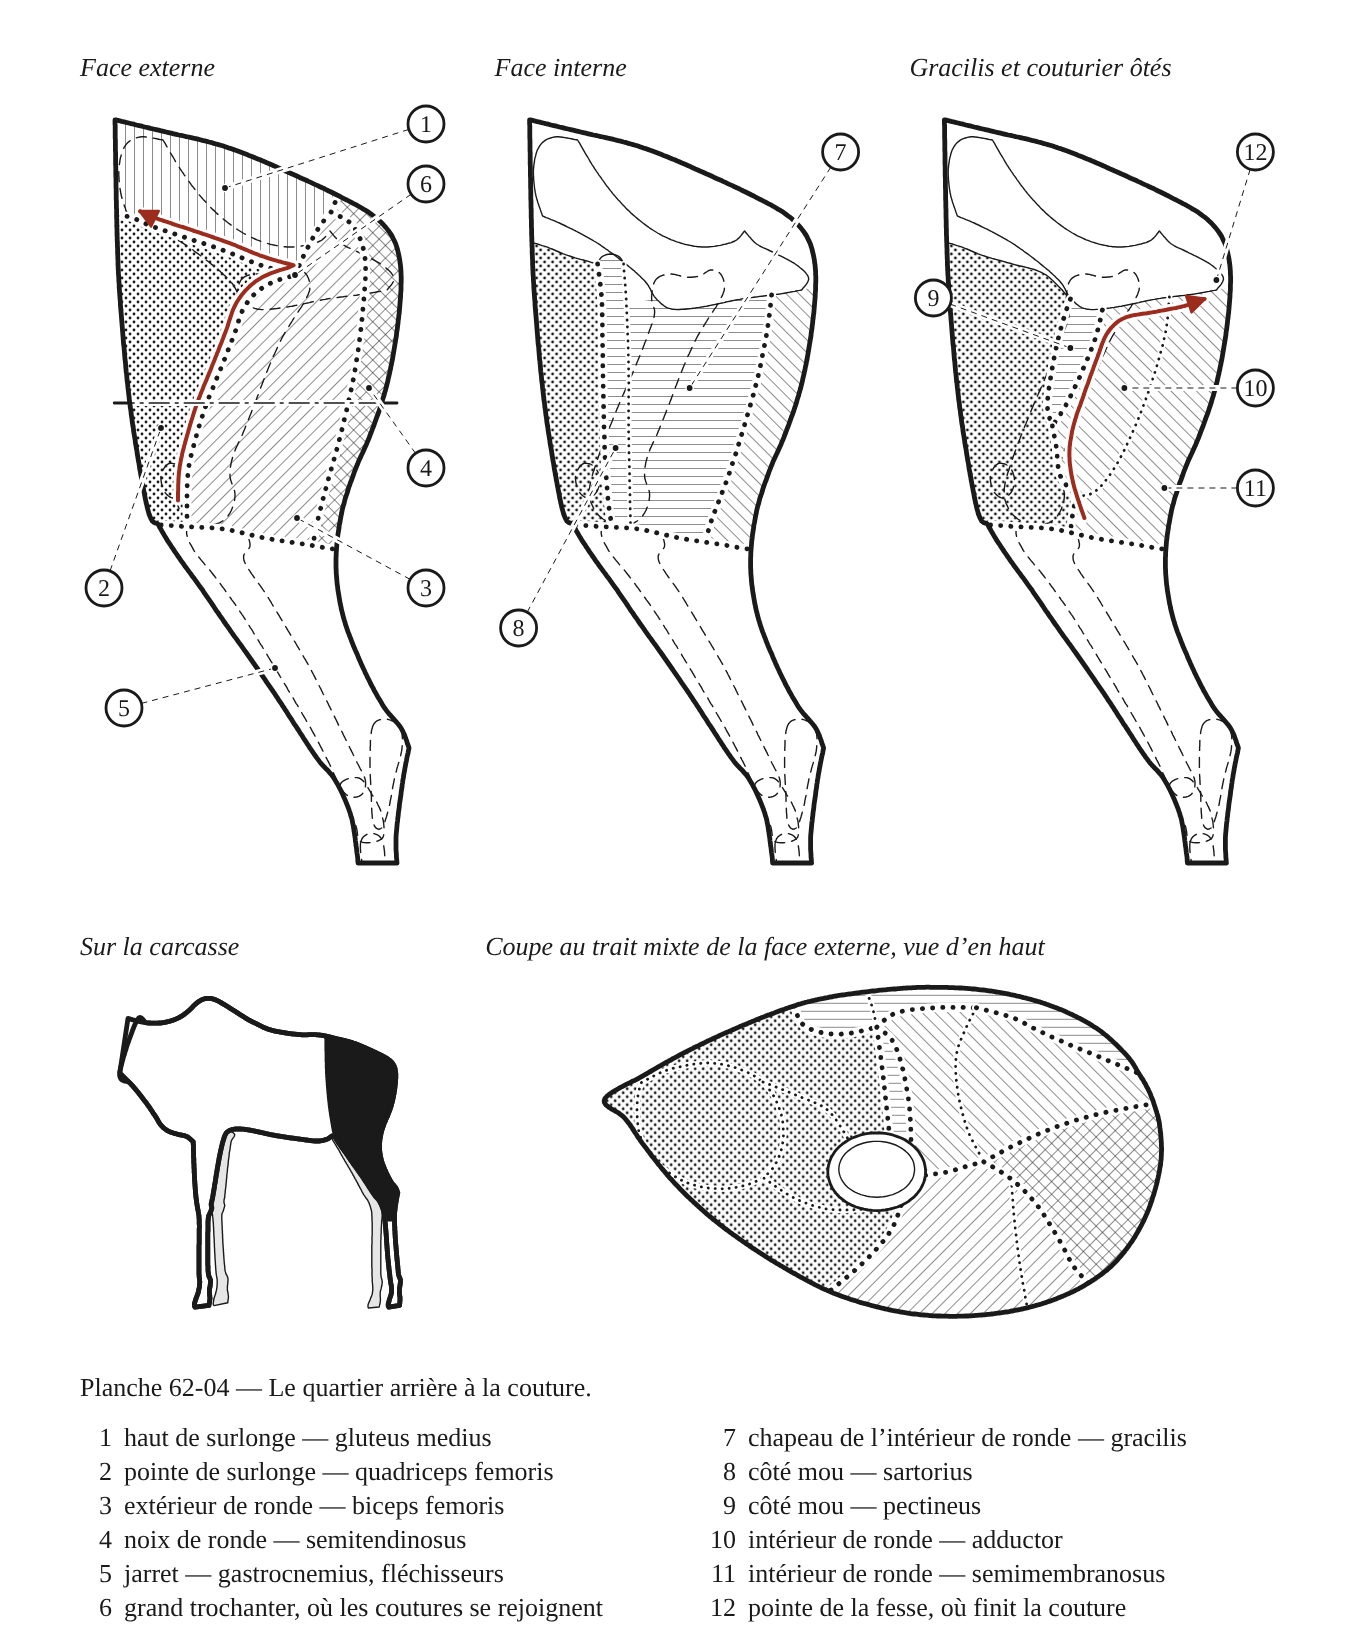 Face externe
Face interne
Gracilis et couturier ôtés
1
6
7
12
9
10
4
11
2
3
8
5
Sur la carcasse
Coupe au trait mixte de la face externe, vue d’en haut
Planche 62-04 — Le quartier arrière à la couture.
1 haut de surlonge — gluteus medius
2 pointe de surlonge — quadriceps femoris
3 extérieur de ronde — biceps femoris
4 noix de ronde — semitendinosus
5 jarret — gastrocnemius, fléchisseurs
6 grand trochanter, où les coutures se rejoignent
7 chapeau de l’intérieur de ronde — gracilis
8 côté mou — sartorius
9 côté mou — pectineus
10 intérieur de ronde — adductor
11 intérieur de ronde — semimembranosus
12 pointe de la fesse, où finit la couture